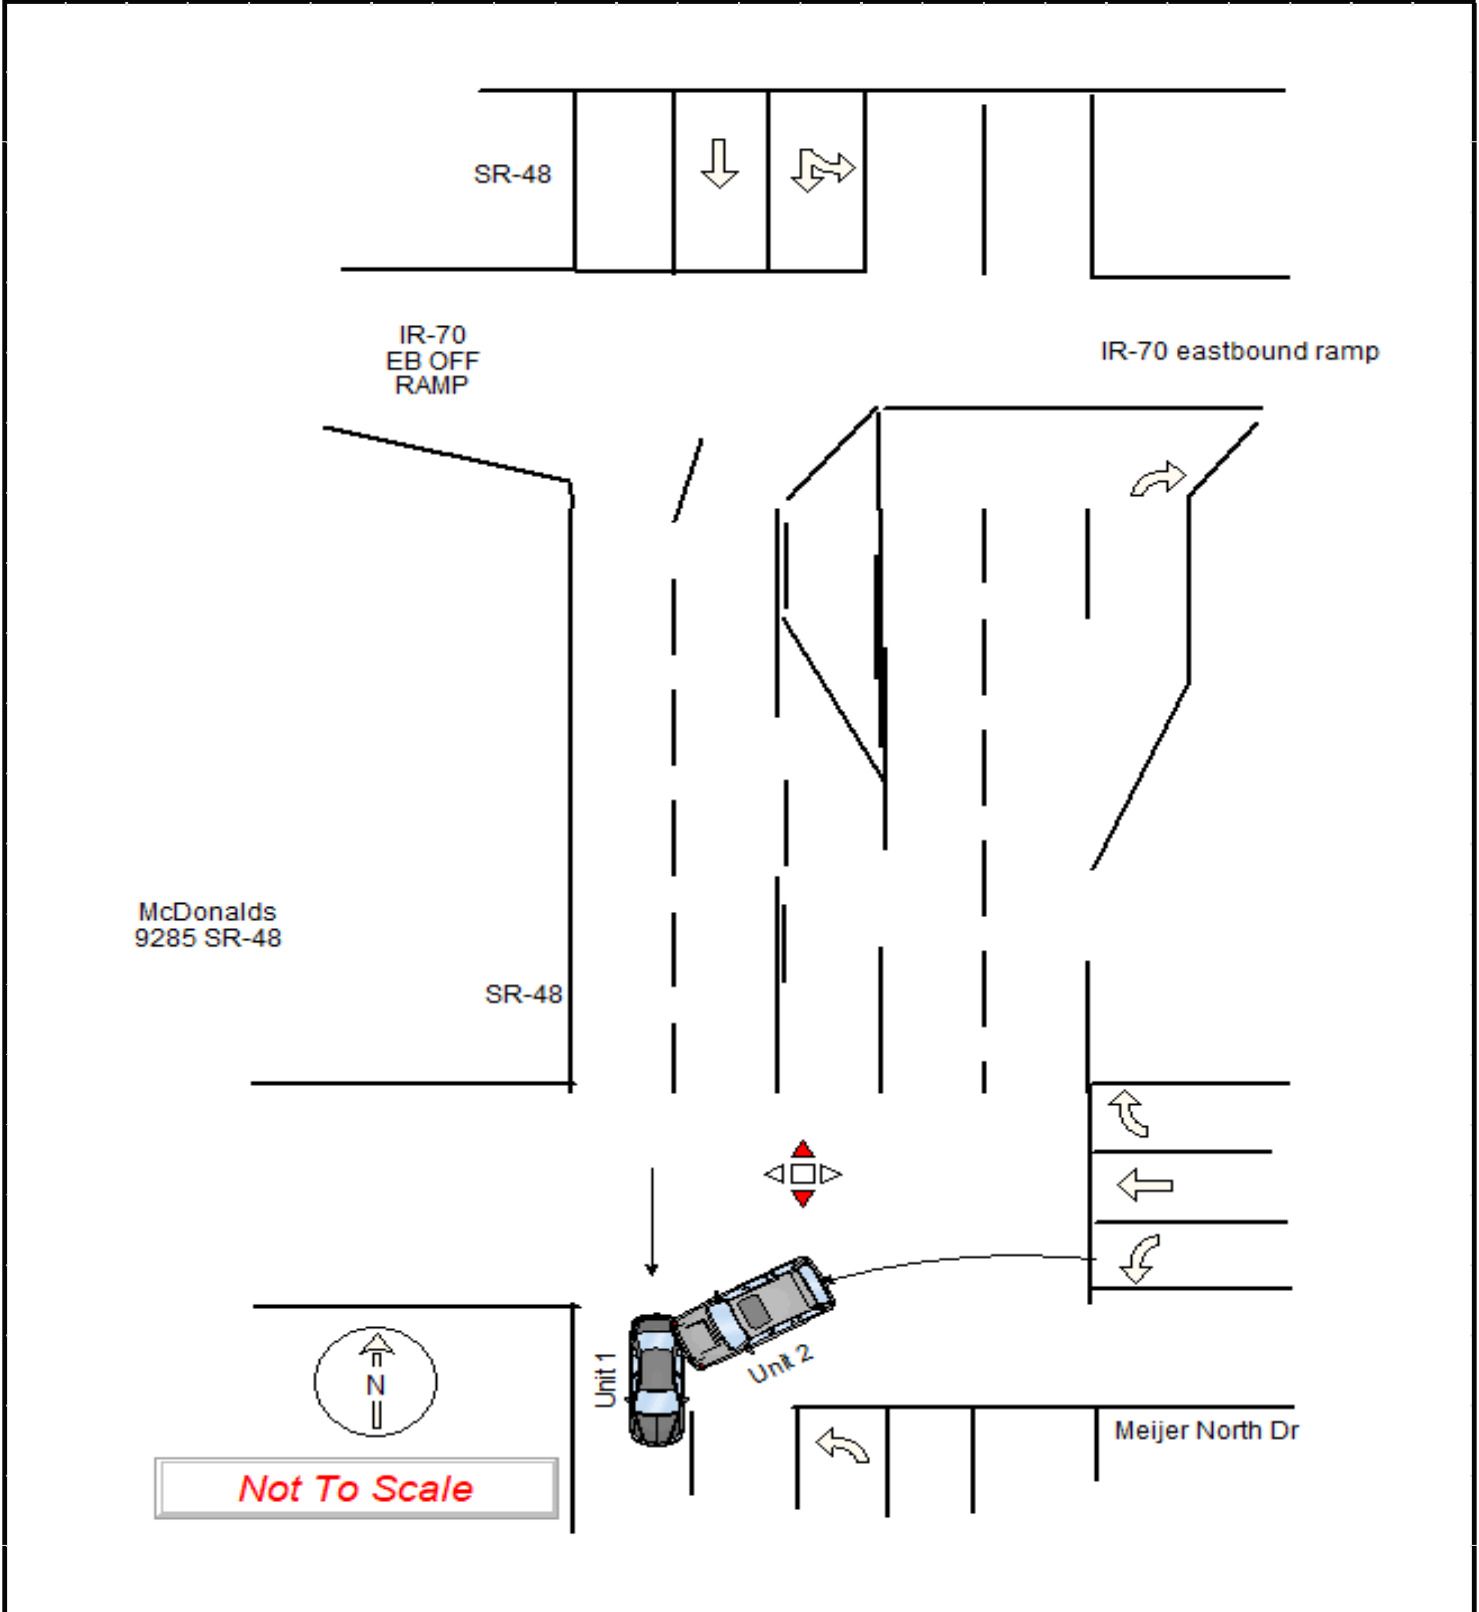 SR-48
IR-70
EB OFF
RAMP
IR-70 eastbound ramp
McDonalds
9285 SR-48
SR-48
Unit 1
Unit 2
N
Meijer North Dr
Not To Scale